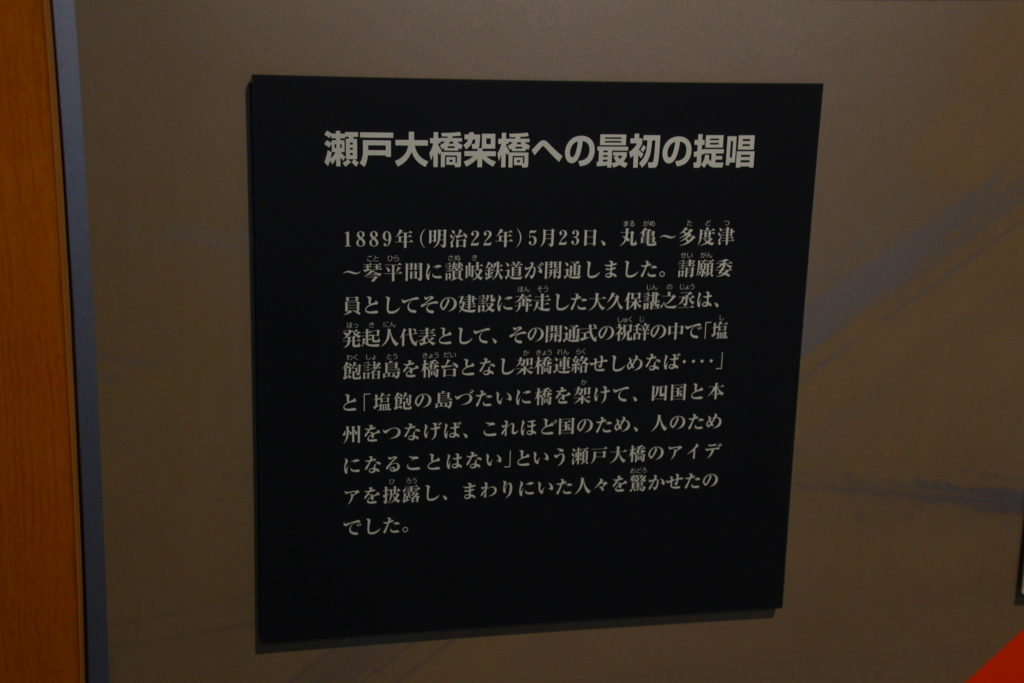 瀬戸大橋架橋への最初の提唱
1889年(明治22年)5月23日、丸亀～多度津
～琴平間に讃岐鉄道が開通しました。請願委
員としてその建設に奔走した大久保諶之丞は、
発起人代表として、その開通式の祝辞の中で「塩
飽諸島を橋台となし架橋連絡せしめなば‥‥」
と「塩飽の島づたいに橋を架けて、四国と本
州をつなげば、これほど国のため、人のため
になることはない」という瀬戸大橋のアイデ
アを披露し、まわりにいた人々を驚かせたの
でした。